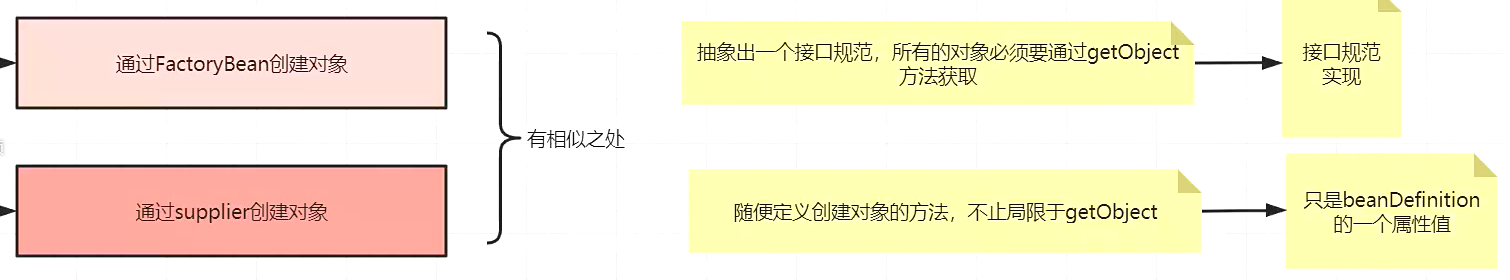 通过FactoryBean创建对象
抽象出一个接口规范，所有的对象必须要通过getObject
方法获取
接口规范
实现
有相似之处
通过supplier创建对象
随便定义创建对象的方法，不止局限于getObject
只是beanDefinition
的一个属性值